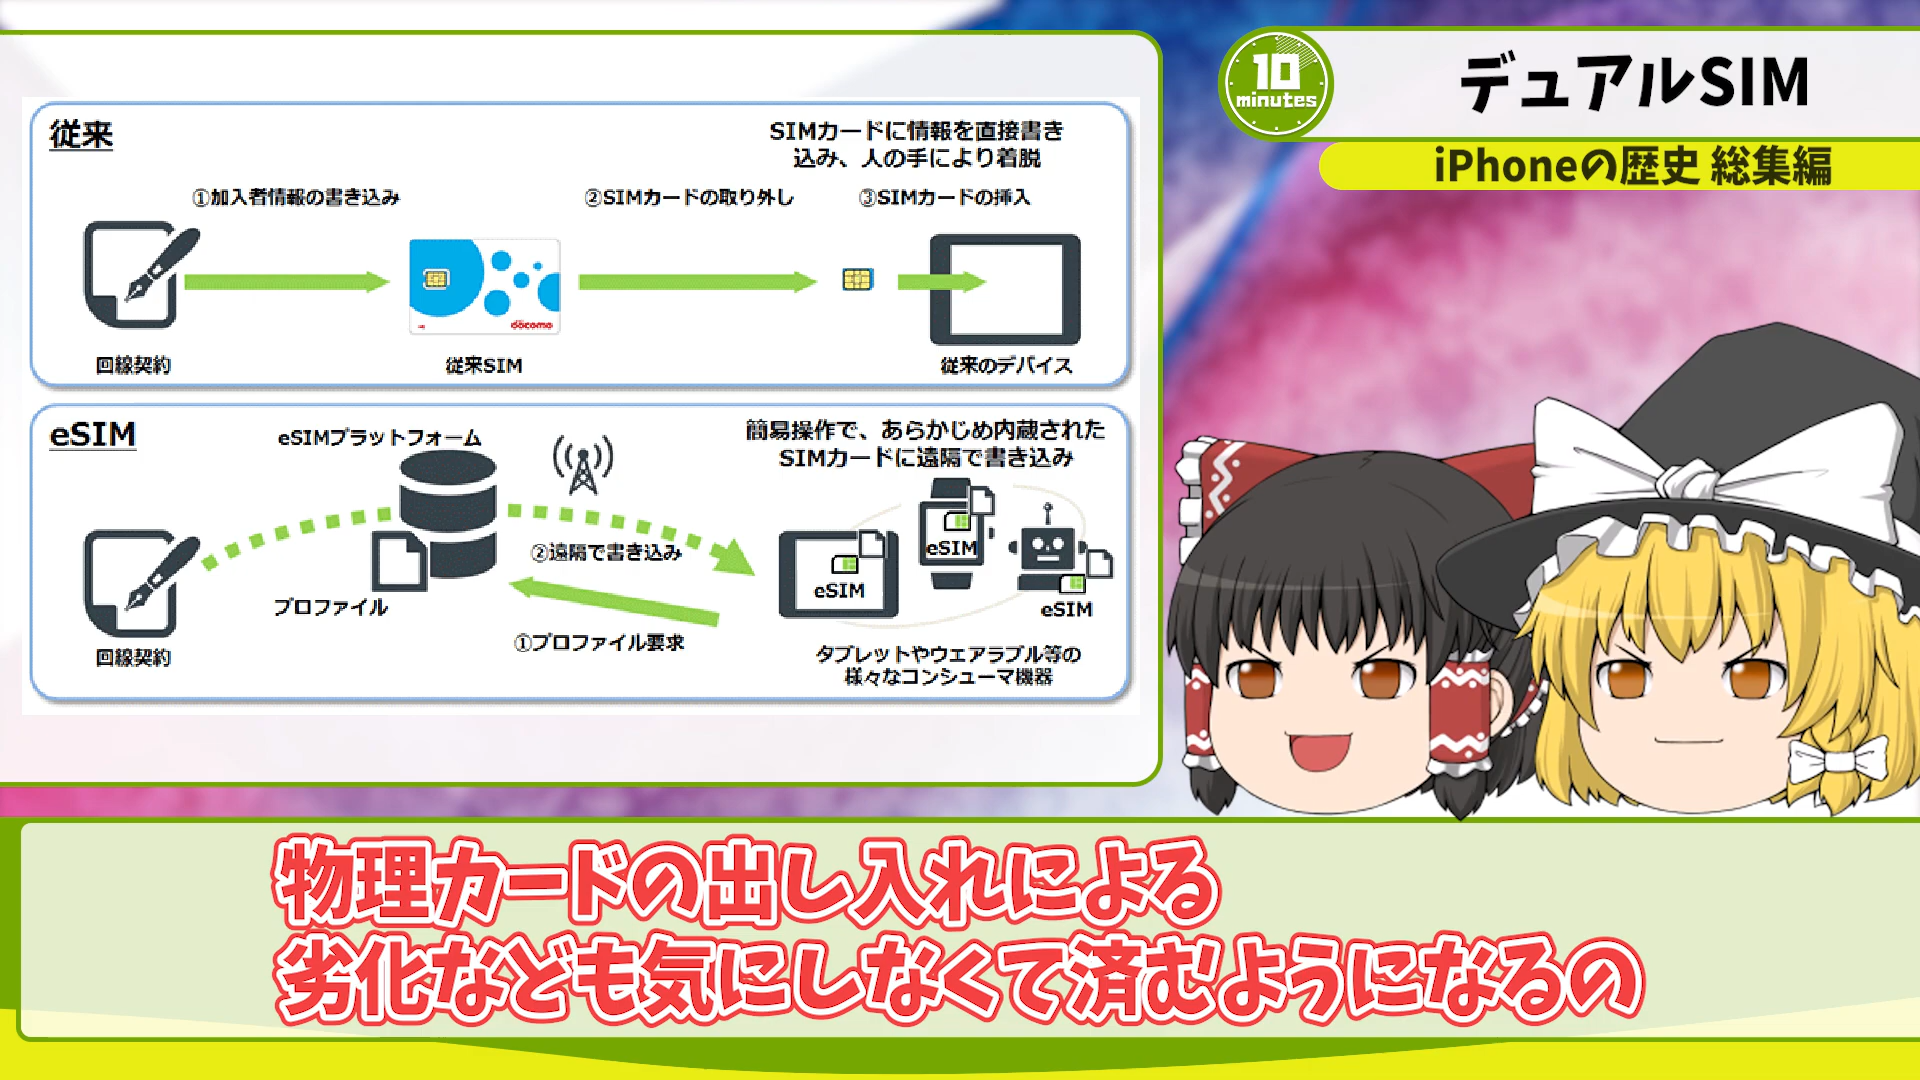 10
minutes
デュアルSIM
iPhoneの歴史 総集編
従来
SIMカードに情報を直接書き
込み、人の手により着脱
①加入者情報の書き込み
②SIMカードの取り外し
③SIMカードの挿入
docomo
回線契約
従来SIM
従来のデバイス
eSIM
eSIMプラットフォーム
簡易操作で、あらかじめ内蔵された
SIMカードに遠隔で書き込み
②遠隔で書き込み
eSIM
eSIM
eSIM
プロファイル
①プロファイル要求
回線契約
タブレットやウェアラブル等の
様々なコンシューマ機器
物理カードの出し入れによる
劣化なども気にしなくて済むようになるの